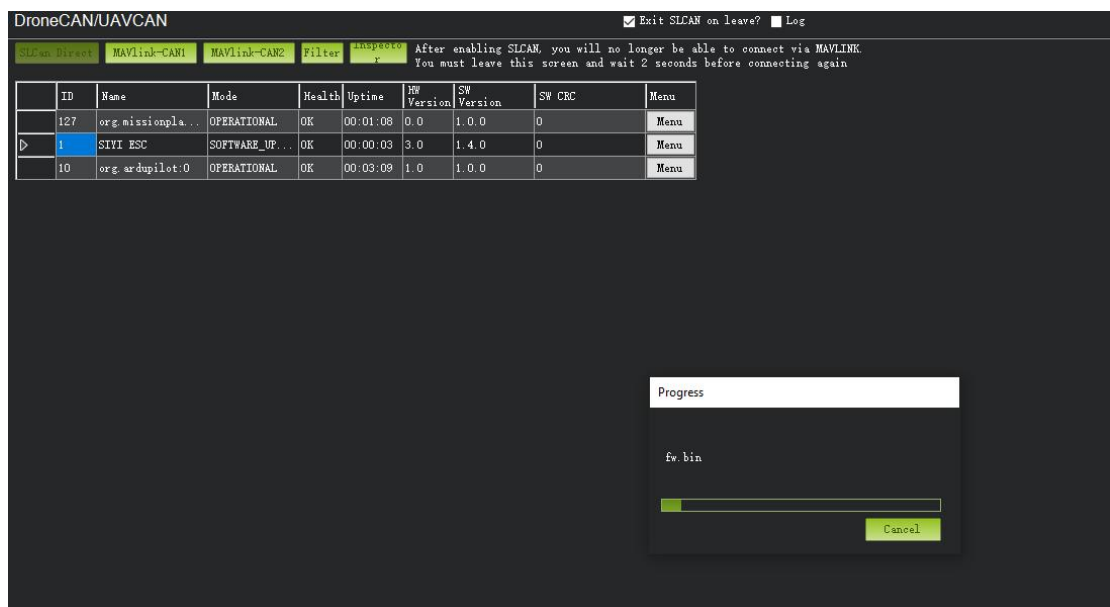 DroneCAN/UAVCAN
Exit SLCAN on leave? Log
SLCan Direct MAVlink-CAN1 MAVlink-CAN2 Filter Inspector
After enabling SLCAN, you will no longer be able to connect via MAVLINK.
You must leave this screen and wait 2 seconds before connecting again
ID Name Mode Health Uptime HW Version SW Version SW CRC Menu
127 org.missionpla... OPERATIONAL OK 00:01:08 0.0 1.0.0 0 Menu
1 SIYI ESC SOFTWARE_UP... OK 00:00:03 3.0 1.4.0 0 Menu
10 org.ardupilot:0 OPERATIONAL OK 00:03:09 1.0 1.0.0 0 Menu
Progress
fw.bin
Cancel